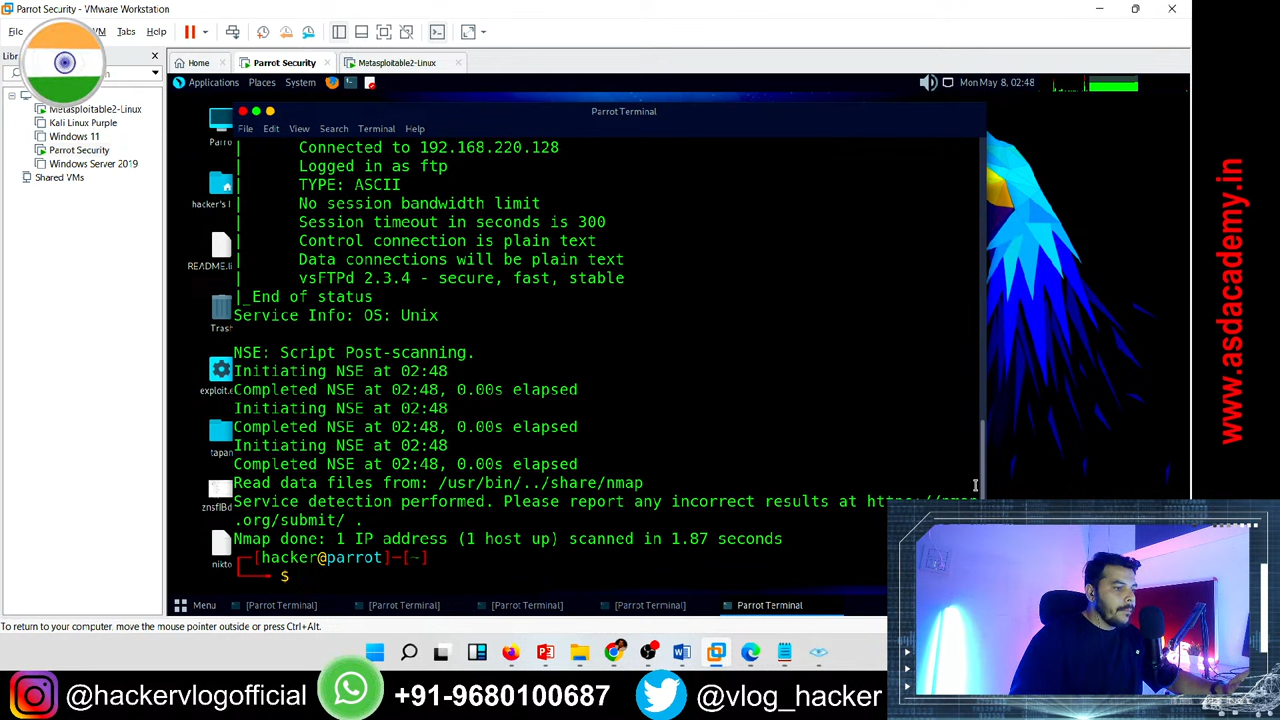 Parrot Security - VMware Workstation
File
VM Tabs Help
Home
Parrot Security
Metasploitable2-Linux
Metasploitable2-Linux
Kali Linux Purple
Windows 11
Parrot Security
Windows Server 2019
Shared VMs
Applications Places System
Mon May 8, 02:48
Parrot Terminal
File Edit View Search Terminal Help
| Connected to 192.168.220.128
| Logged in as ftp
| TYPE: ASCII
| No session bandwidth limit
| Session timeout in seconds is 300
| Control connection is plain text
| Data connections will be plain text
| vsFTPd 2.3.4 - secure, fast, stable
|_End of status
Service Info: OS: Unix
NSE: Script Post-scanning.
Initiating NSE at 02:48
Completed NSE at 02:48, 0.00s elapsed
Initiating NSE at 02:48
Completed NSE at 02:48, 0.00s elapsed
Initiating NSE at 02:48
Completed NSE at 02:48, 0.00s elapsed
Read data files from: /usr/bin/../share/nmap
Service detection performed. Please report any incorrect results at https://nmap
.org/submit/ .
Nmap done: 1 IP address (1 host up) scanned in 1.87 seconds
[hacker@parrot]-[~]
$
README.li
Trash
tapan
nikto
Menu
[Parrot Terminal]
[Parrot Terminal]
[Parrot Terminal]
[Parrot Terminal]
Parrot Terminal
To return to your computer, move the mouse pointer outside or press Ctrl+Alt.
www.asdacademy.in
@hackervlogofficial
+91-9680100687
@vlog_hacker